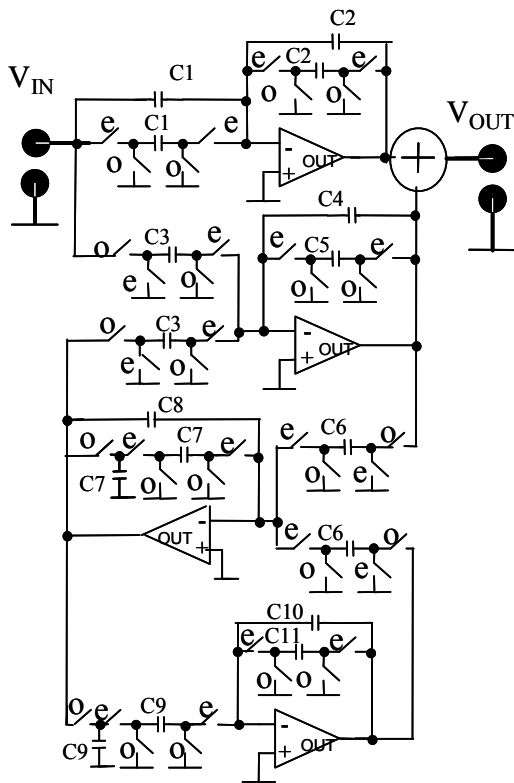 C2
e C2 e
V_IN
C1
o o
V_OUT
e C1 e
- OUT +
+
o o
C4
o C3 e
e C5 e
e o
o o
o C3 e
- OUT +
e o
C8
o e C7 e
e C6 o
C7 o o
o e
OUT - +
e C6 o
o e
C10
e C11 e
o o
o e C9 e
- OUT +
C9 o o